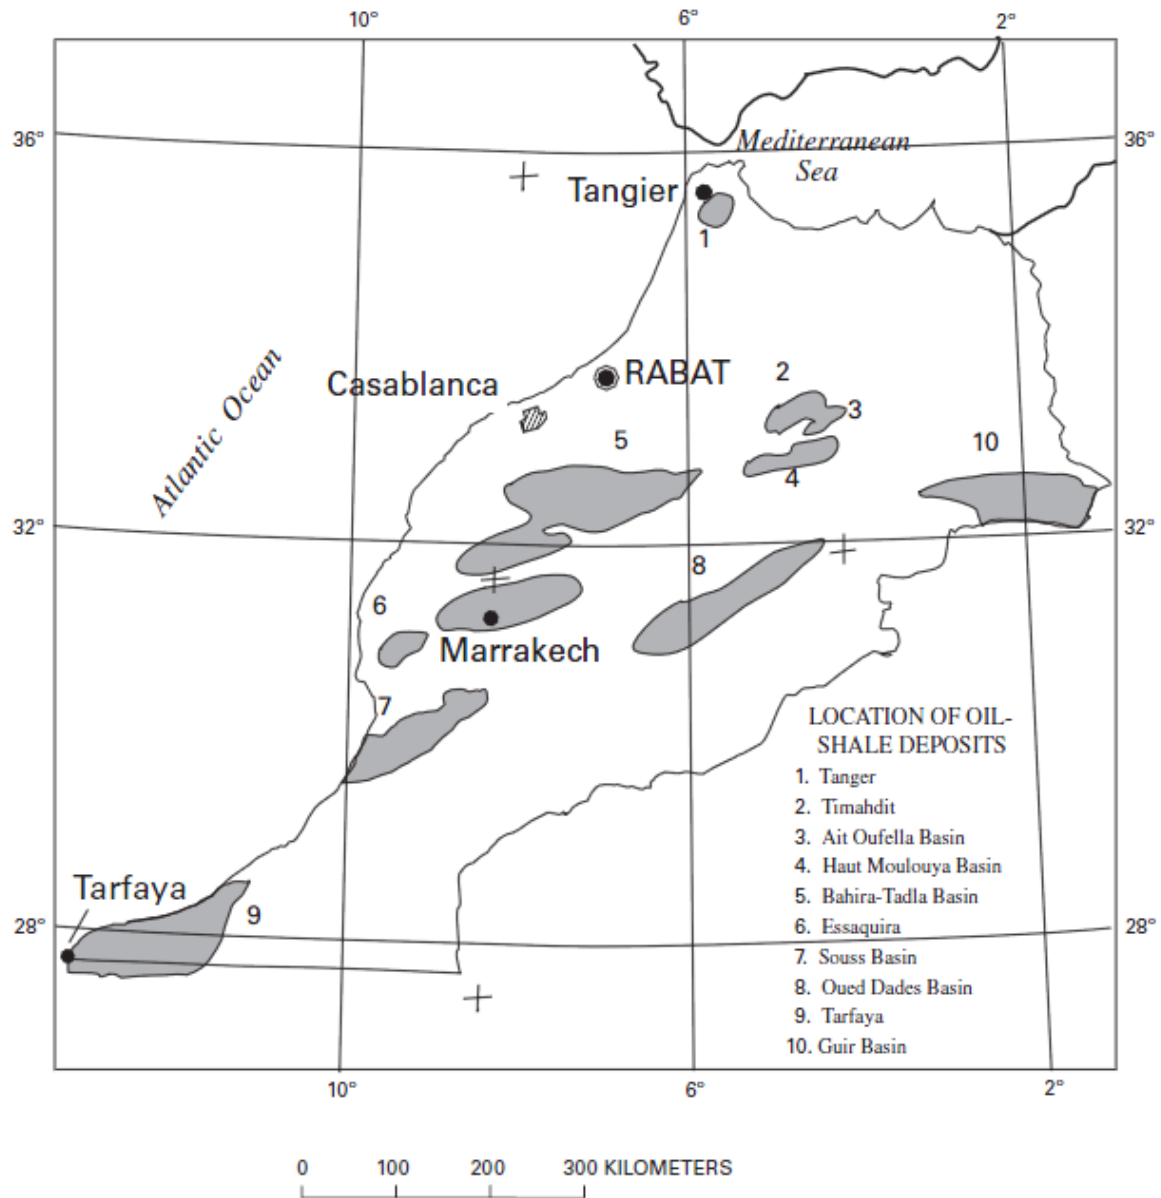 10°
6°
2°
36°
36°
Mediterranean
Sea
Tangier
1
Atlantic Ocean
Casablanca
RABAT
2
3
4
5
10
32°
32°
8
6
Marrakech
7
LOCATION OF OIL-
SHALE DEPOSITS
1. Tanger
2. Timahdit
3. Ait Oufella Basin
4. Haut Moulouya Basin
5. Bahira-Tadla Basin
6. Essaquira
7. Souss Basin
8. Oued Dades Basin
9. Tarfaya
10. Guir Basin
Tarfaya
9
28°
28°
10°
6°
2°
0 100 200 300 KILOMETERS